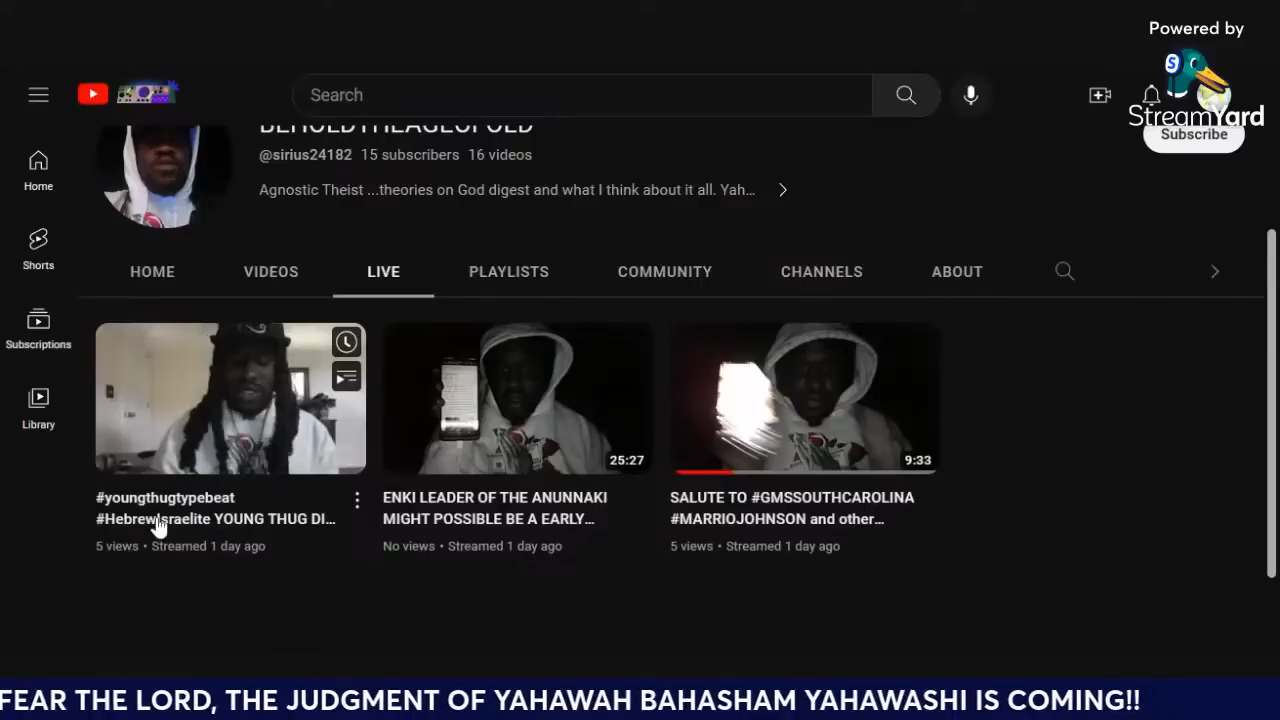 Powered by
StreamYard
Search
Subscribe
BEHOLDTHEAGEOFOLD
@sirius24182 15 subscribers 16 videos
Agnostic Theist ...theories on God digest and what I think about it all. Yah...
Home
Shorts
Subscriptions
Library
HOME VIDEOS LIVE PLAYLISTS COMMUNITY CHANNELS ABOUT
25:27
9:33
#youngthugtypebeat
#HebrewIsraelite YOUNG THUG DI...
5 views • Streamed 1 day ago
ENKI LEADER OF THE ANUNNAKI
MIGHT POSSIBLE BE A EARLY...
No views • Streamed 1 day ago
SALUTE TO #GMSSOUTHCAROLINA
#MARRIOJOHNSON and other...
5 views • Streamed 1 day ago
FEAR THE LORD, THE JUDGMENT OF YAHAWAH BAHASHAM YAHAWASHI IS COMING!!